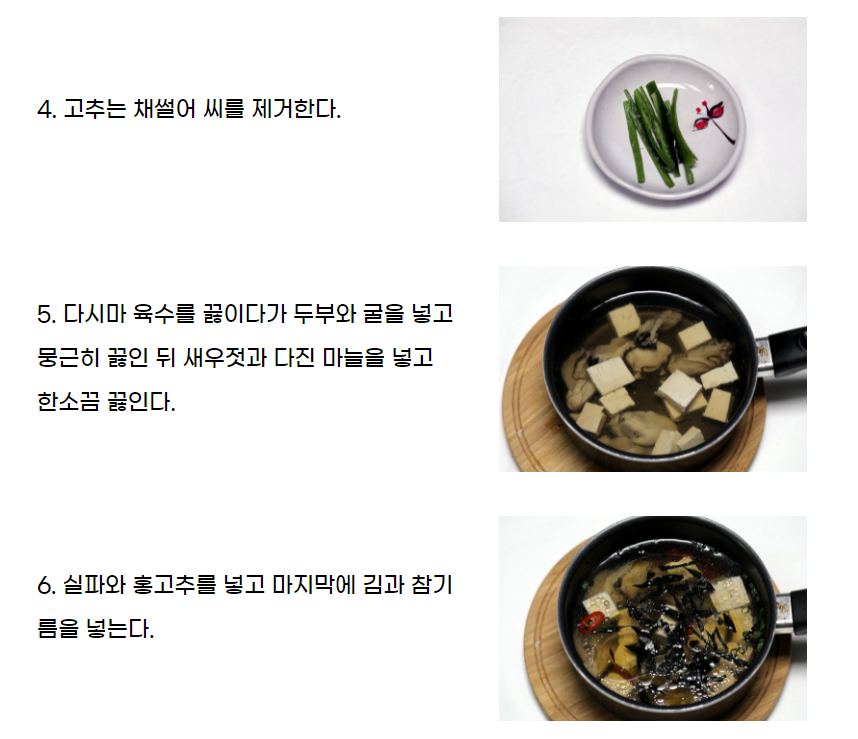 4. 고추는 채썰어 씨를 제거한다.
5. 다시마 육수를 끓이다가 두부와 굴을 넣고
뭉근히 끓인 뒤 새우젓과 다진 마늘을 넣고
한소끔 끓인다.
6. 실파와 홍고추를 넣고 마지막에 김과 참기
름을 넣는다.